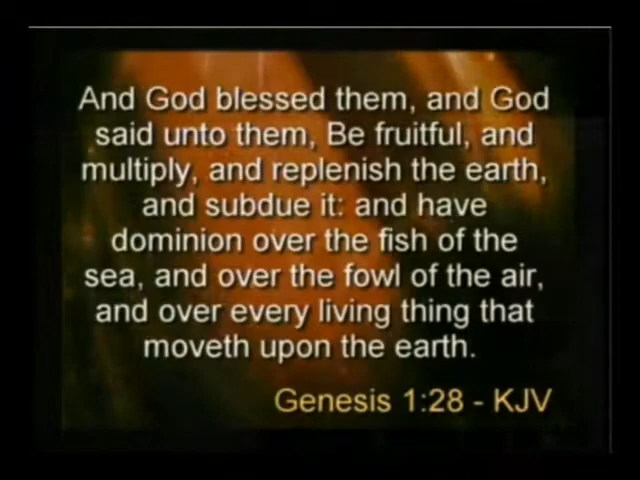 And God blessed them, and God
said unto them, Be fruitful, and
multiply, and replenish the earth,
and subdue it: and have
dominion over the fish of the
sea, and over the fowl of the air,
and over every living thing that
moveth upon the earth.
Genesis 1:28 - KJV